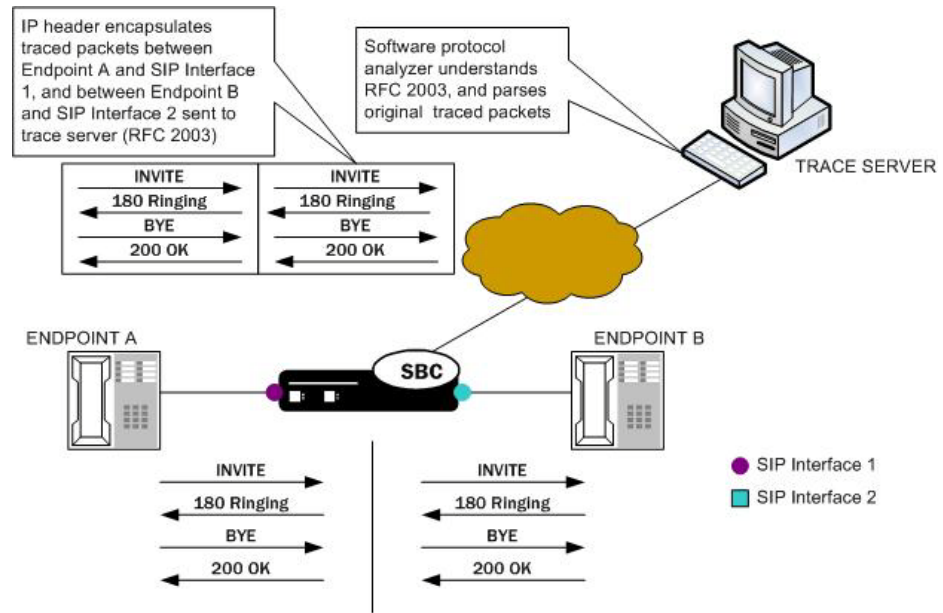 IP header encapsulates
traced packets between
Endpoint A and SIP Interface
1, and between Endpoint B
and SIP Interface 2 sent to
trace server (RFC 2003)
Software protocol
analyzer understands
RFC 2003, and parses
original traced packets
TRACE SERVER
INVITE
180 Ringing
BYE
200 OK
INVITE
180 Ringing
BYE
200 OK
ENDPOINT A
SBC
ENDPOINT B
INVITE
180 Ringing
BYE
200 OK
INVITE
180 Ringing
BYE
200 OK
SIP Interface 1
SIP Interface 2